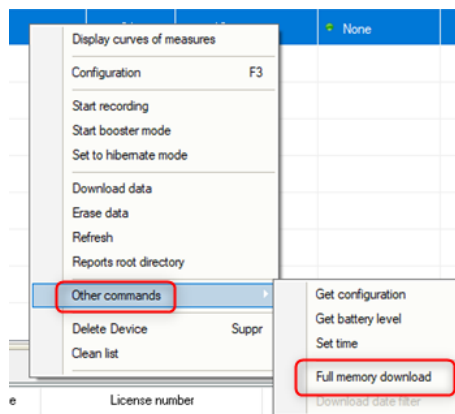 None
Display curves of measures
Configuration F3
Start recording
Start booster mode
Set to hibernate mode
Download data
Erase data
Refresh
Reports root directory
Other commands
Delete Device Suppr
Clean list
Get configuration
Get battery level
Set time
Full memory download
Download date filter
e License number